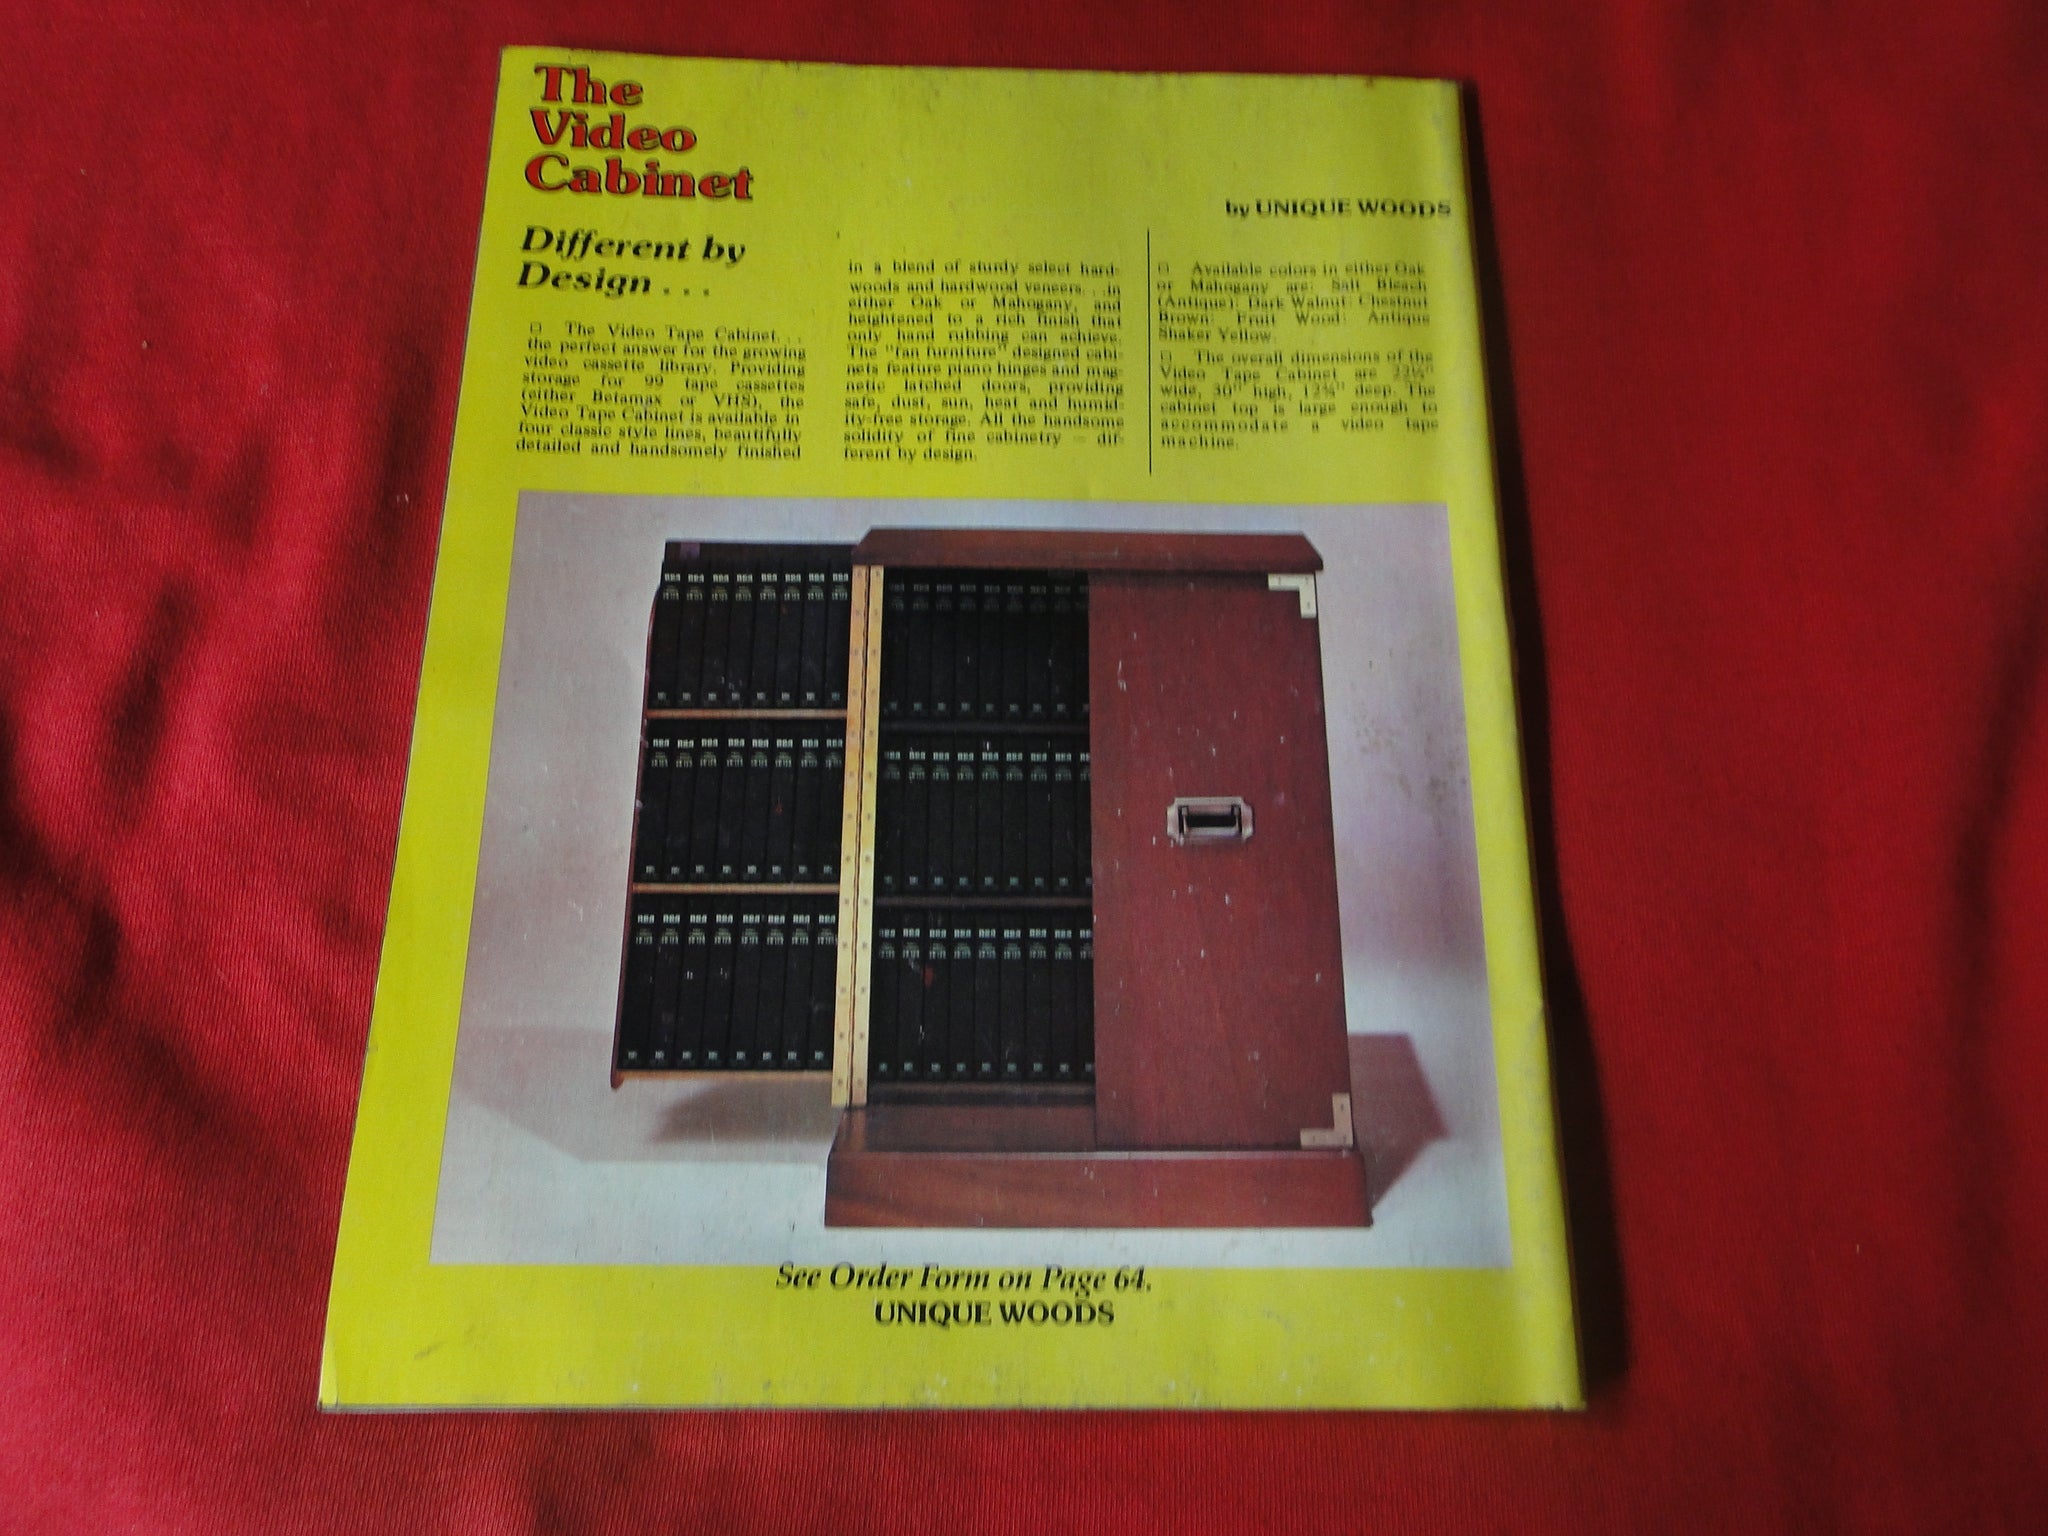 The
Video
Cabinet
by UNIQUE WOODS
Different by
Design . . .
□ The Video Tape Cabinet. . .
the perfect answer for the growing
video cassette library. Providing
storage for 99 tape cassettes
(either Betamax or VHS), the
Video Tape Cabinet is available in
four classic style lines, beautifully
detailed and handsomely finished
in a blend of sturdy select hard-
woods and hardwood veneers. . .in
either Oak or Mahogany, and
heightened to a rich finish that
only hand rubbing can achieve.
The "fan furniture" designed cabi-
nets feature piano hinges and mag-
netic latched doors, providing
safe, dust, sun, heat and humid-
ity-free storage. All the handsome
solidity of fine cabinetry — dif-
ferent by design.
□ Available colors in either Oak
or Mahogany are: Salt Bleach
(Antique); Dark Walnut; Chestnut
Brown; Fruit Wood; Antique
Shaker Yellow.
□ The overall dimensions of the
Video Tape Cabinet are 22½"
wide, 30" high, 12¾" deep. The
cabinet top is large enough to
accommodate a video tape
machine.
See Order Form on Page 64.
UNIQUE WOODS